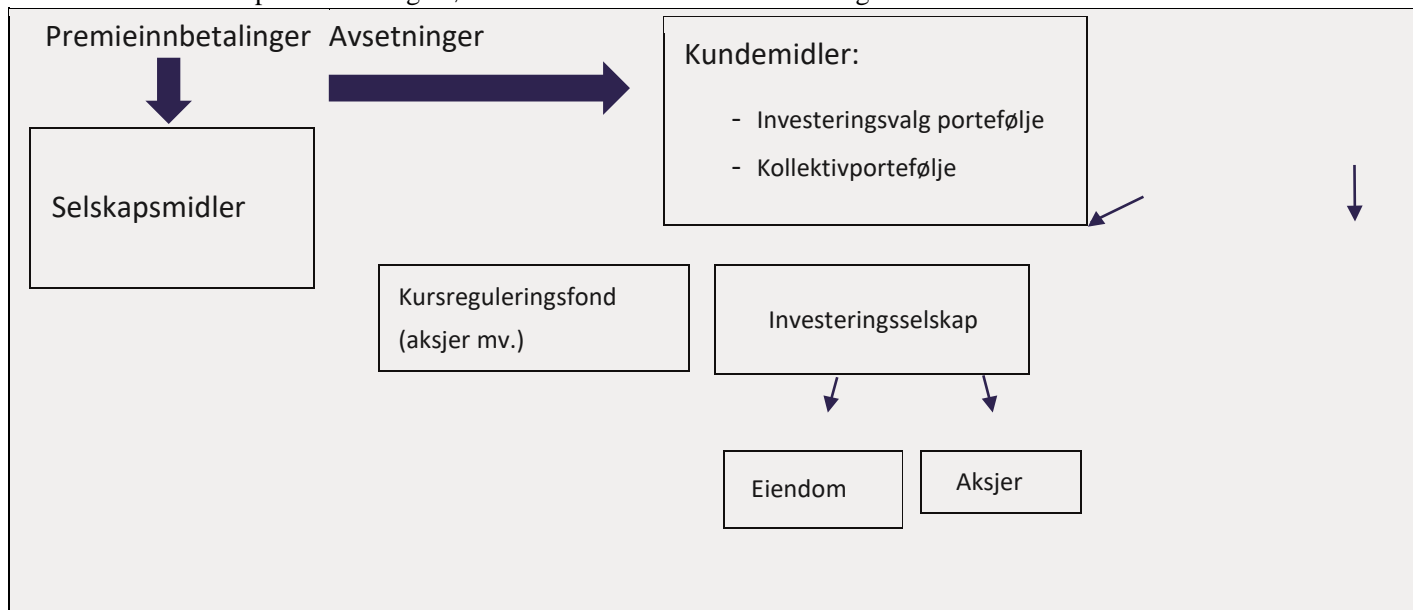 Premieinnbetalinger Avsetninger
Kundemidler:
- Investeringsvalg portefølje
- Kollektivportefølje
Selskapsmidler
Kursreguleringsfond
(aksjer mv.)
Investeringsselskap
Eiendom
Aksjer